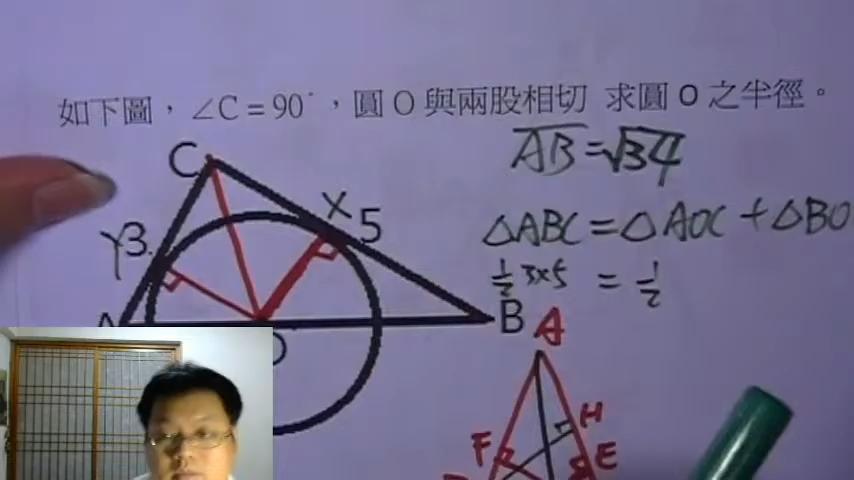 如下圖，∠C＝90°，圓 O 與兩股相切 求圓 O 之半徑。
AB=√34
C
X
5
△ABC=△AOC+△BO
Y3
½ 3×5 = ½
B
A
H
F
E